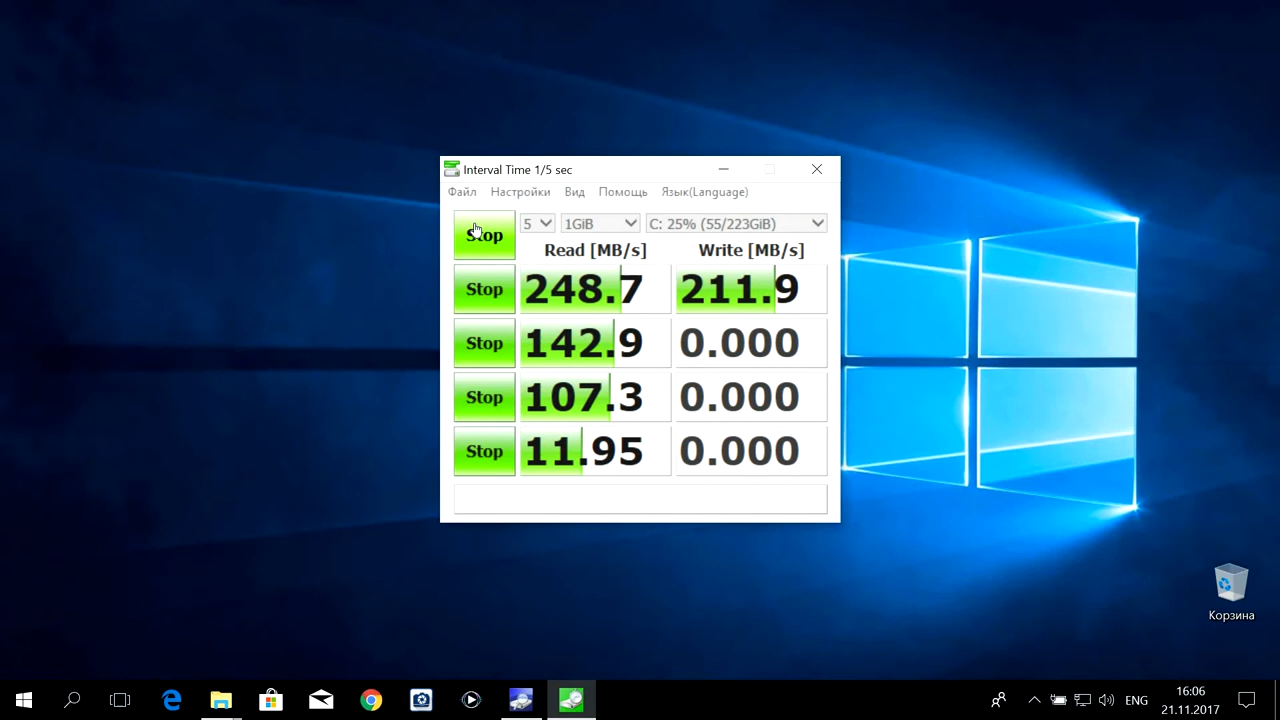 Interval Time 1/5 sec
Файл Настройки Вид Помощь Язык(Language)
Stop 5 1GiB C: 25% (55/223GiB)
Read [MB/s] Write [MB/s]
Stop 248.7 211.9
Stop 142.9 0.000
Stop 107.3 0.000
Stop 11.95 0.000
Корзина
ENG
16:06
21.11.2017